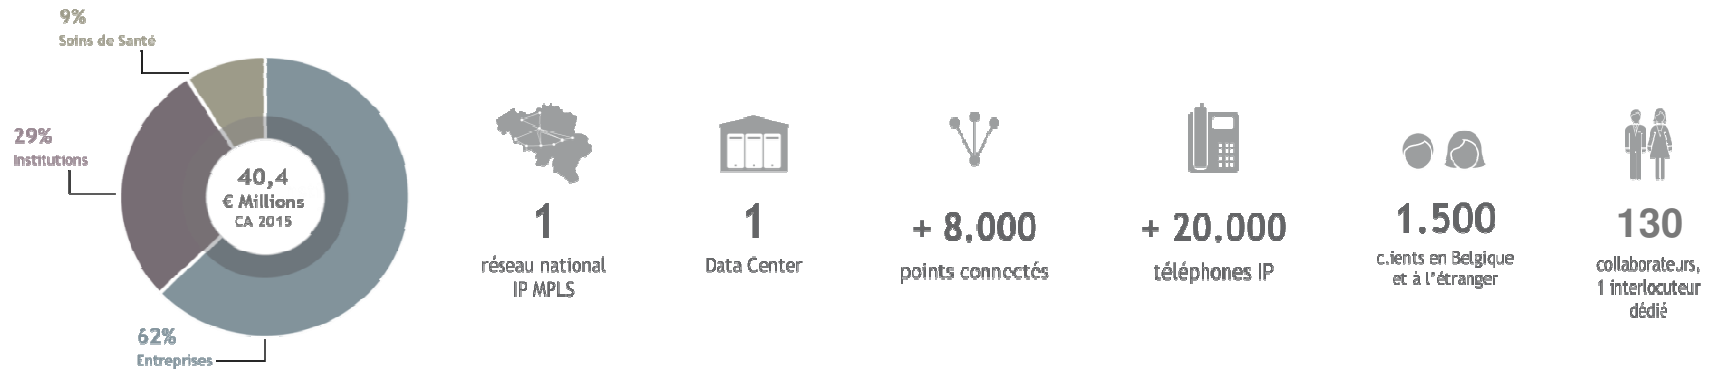 9%
Soins de Santé
29%
Institutions
40,4
€ Millions
CA 2015
62%
Entreprises
1
réseau national
IP MPLS
1
Data Center
+ 8.000
points connectés
+ 20.000
téléphones IP
1.500
c.ients en Belgique
et à l'étranger
130
collaborateurs,
1 interlocuteur
dédié